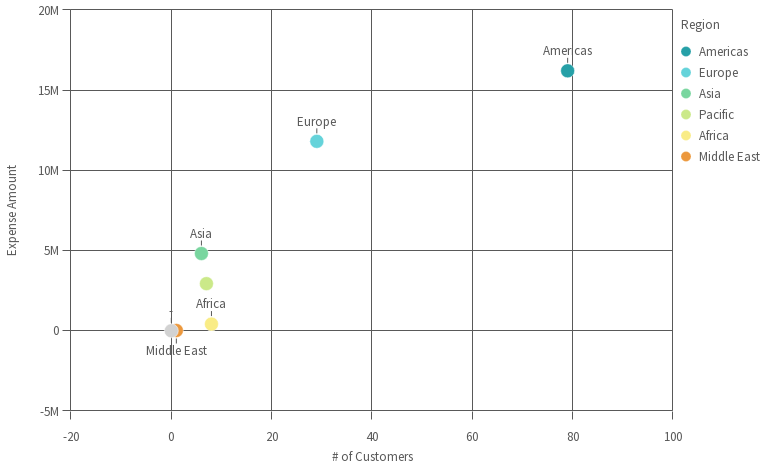 20M
15M
10M
5M
0
-5M
Expense Amount
Americas
Europe
Asia
Africa
-
Middle East
-20
0
20
40
60
80
100
# of Customers
Region
Americas
Europe
Asia
Pacific
Africa
Middle East